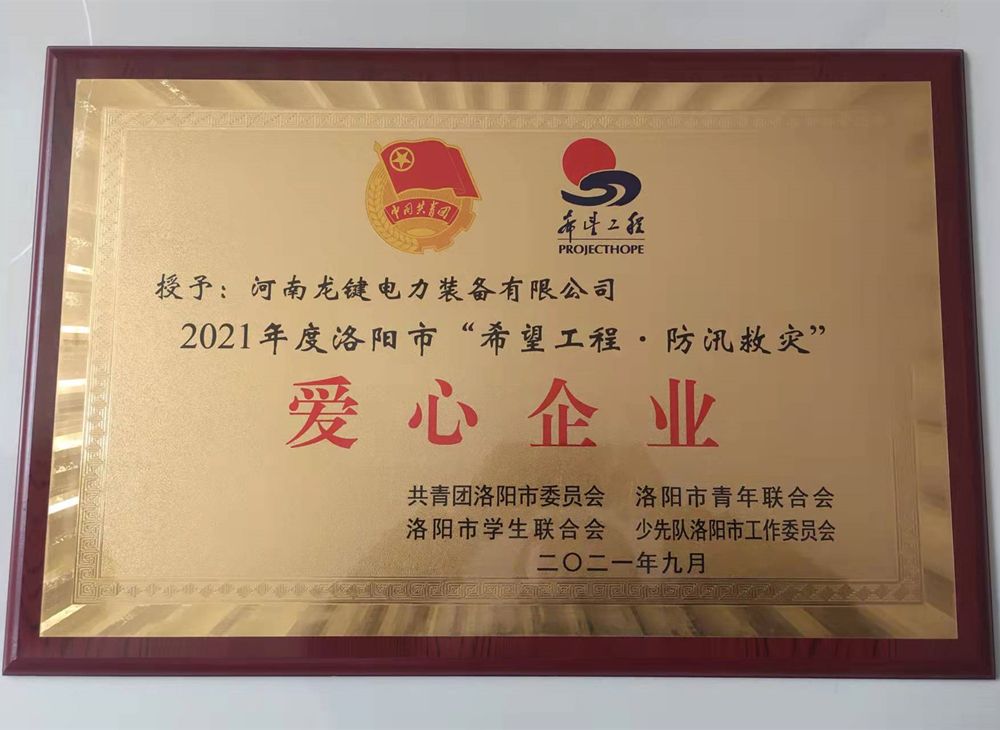 中国共青团
希望工程
PROJECTHOPE
授予：河南龙键电力装备有限公司
2021年度洛阳市“希望工程·防汛救灾”
爱心企业
共青团洛阳市委员会 洛阳市青年联合会
洛阳市学生联合会 少先队洛阳市工作委员会
二〇二一年九月